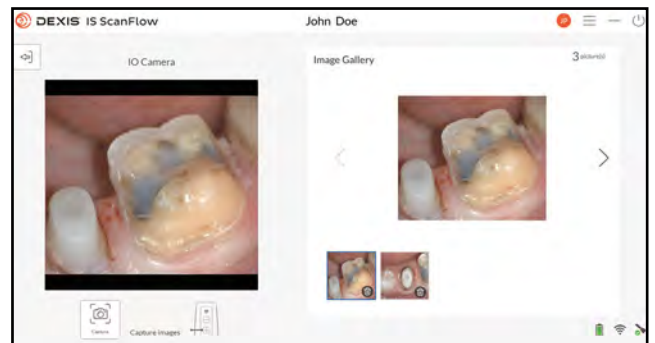 DEXIS IS ScanFlow
John Doe
IO Camera
Image Gallery
3
Capture images